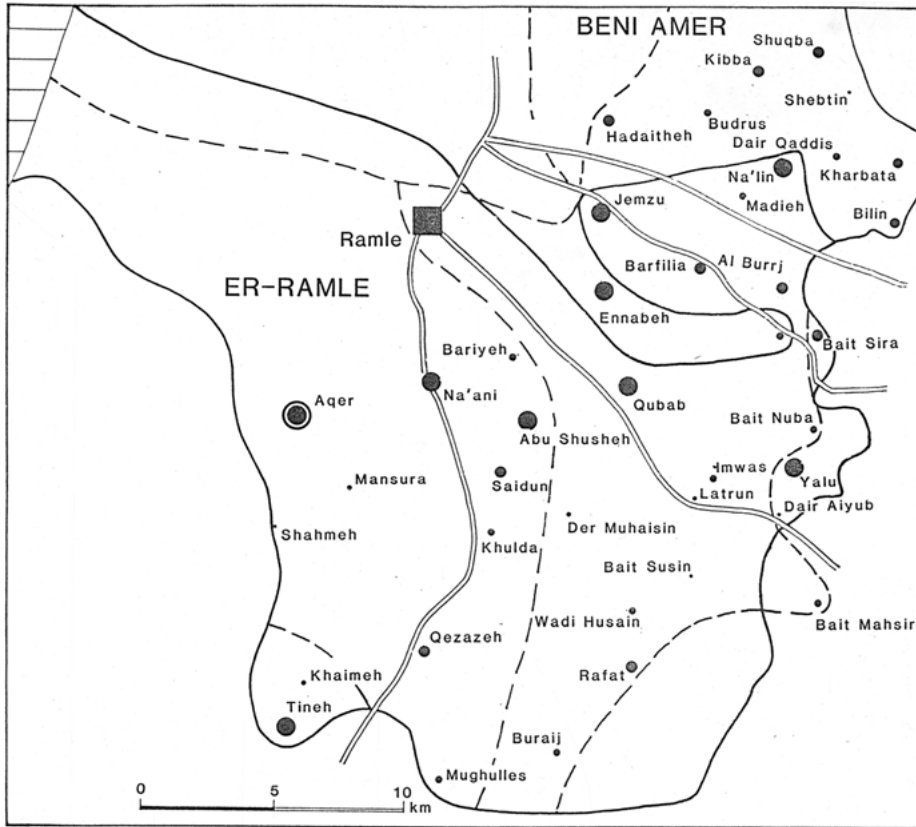 BENI AMER
Shuqba
Kibba
Shebtin
Budrus
Hadaitheh
Dair Qaddis
Na'lin
Kharbata
Madieh
Jemzu
Bilin
Ramle
Barfilia
Al Burrj
ER-RAMLE
Ennabeh
Bait Sira
Bariyeh
Na'ani
Qubab
Aqer
Bait Nuba
Abu Shusheh
Imwas
Yalu
Saidun
Mansura
Latrun
Dair Aiyub
Shahmeh
Khulda
Der Muhaisin
Bait Susin
Wadi Husain
Bait Mahsir
Qezazeh
Khaimeh
Rafat
Tineh
Buraij
Mughulles
0 5 10
km